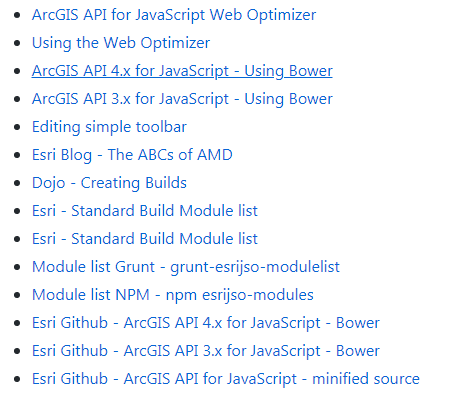 ArcGIS API for JavaScript Web Optimizer
Using the Web Optimizer
ArcGIS API 4.x for JavaScript - Using Bower
ArcGIS API 3.x for JavaScript - Using Bower
Editing simple toolbar
Esri Blog - The ABCs of AMD
Dojo - Creating Builds
Esri - Standard Build Module list
Esri - Standard Build Module list
Module list Grunt - grunt-esrijso-modulelist
Module list NPM - npm esrijso-modules
Esri Github - ArcGIS API 4.x for JavaScript - Bower
Esri Github - ArcGIS API 3.x for JavaScript - Bower
Esri Github - ArcGIS API for JavaScript - minified source